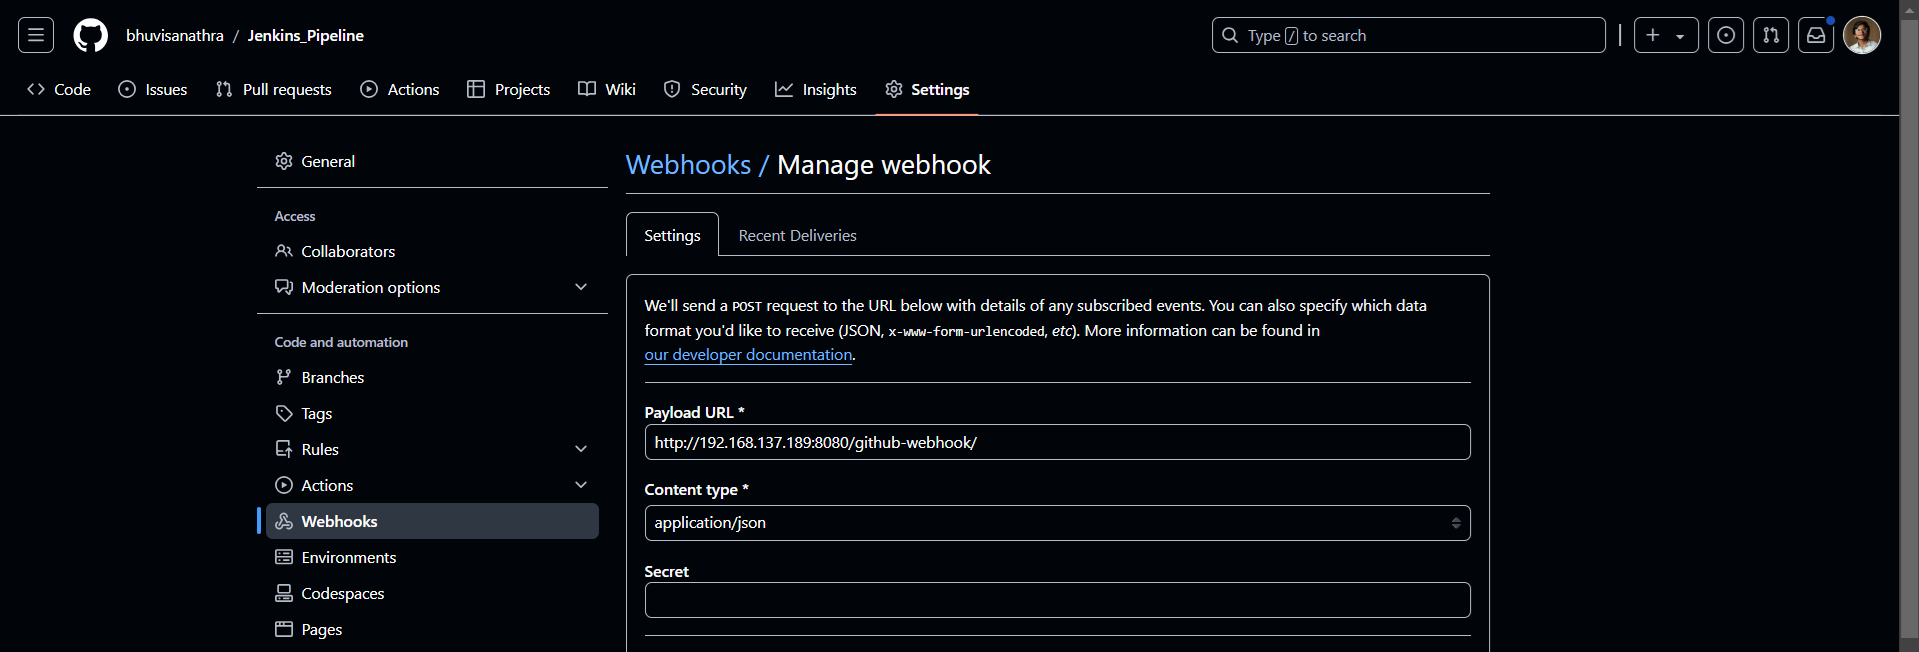 bhuvisanathra / Jenkins_Pipeline
Type / to search
Code
Issues
Pull requests
Actions
Projects
Wiki
Security
Insights
Settings
General
Access
Collaborators
Moderation options
Code and automation
Branches
Tags
Rules
Actions
Webhooks
Environments
Codespaces
Pages
Webhooks / Manage webhook
Settings
Recent Deliveries
We'll send a POST request to the URL below with details of any subscribed events. You can also specify which data
format you'd like to receive (JSON, x-www-form-urlencoded, etc). More information can be found in
our developer documentation.
Payload URL *
http://192.168.137.189:8080/github-webhook/
Content type *
application/json
Secret